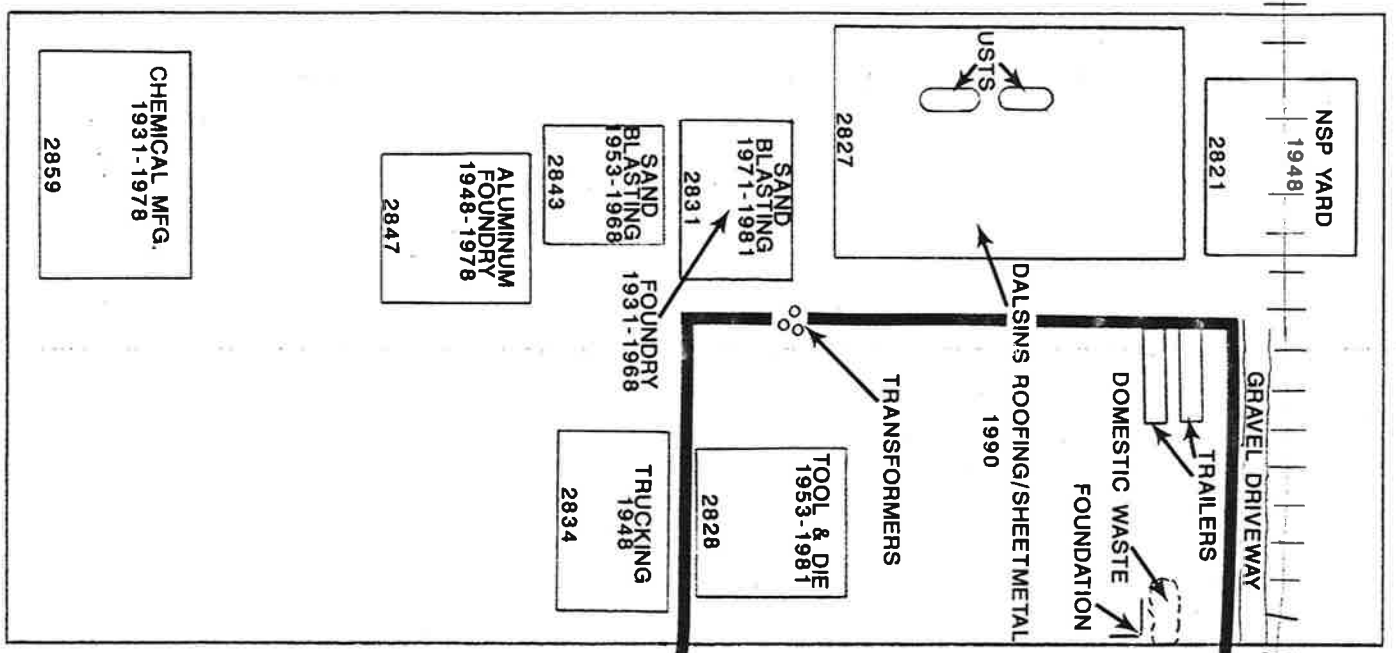 NSP YARD
1948
2821
USTS
2827
DALSINS ROOFING/SHEETMETAL
1990
GRAVEL DRIVEWAY
TRAILERS
DOMESTIC WASTE
FOUNDATION
TRANSFORMERS
SAND
BLASTING
1971-1981
2831
FOUNDRY
1931-1968
TOOL & DIE
1953-1981
2828
SAND
BLASTING
1953-1968
2843
TRUCKING
1948
2834
ALUMINUM
FOUNDRY
1948-1978
2847
CHEMICAL MFG.
1931-1978
2859